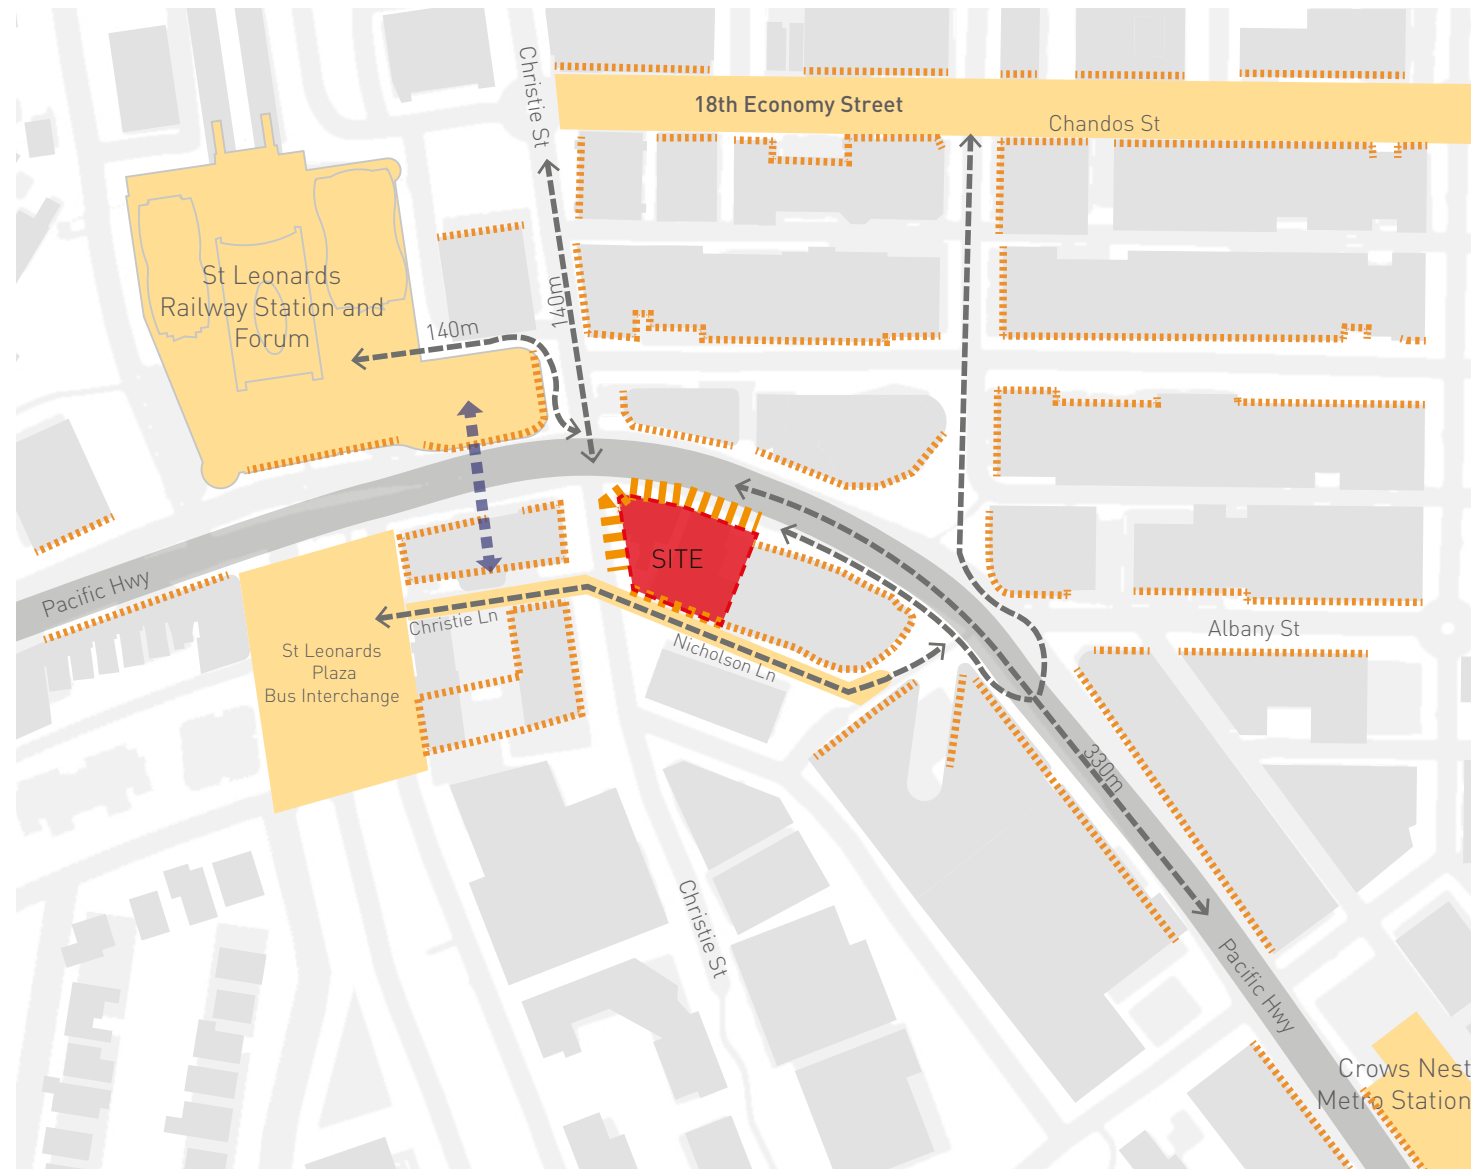 Christie St
18th Economy Street
Chandos St
St Leonards
Railway Station and
Forum
140m
140m
Pacific Hwy
SITE
Christie Ln
Nicholson Ln
Albany St
St Leonards
Plaza
Bus Interchange
330m
Christie St
Pacific Hwy
Crows Nest
Metro Station